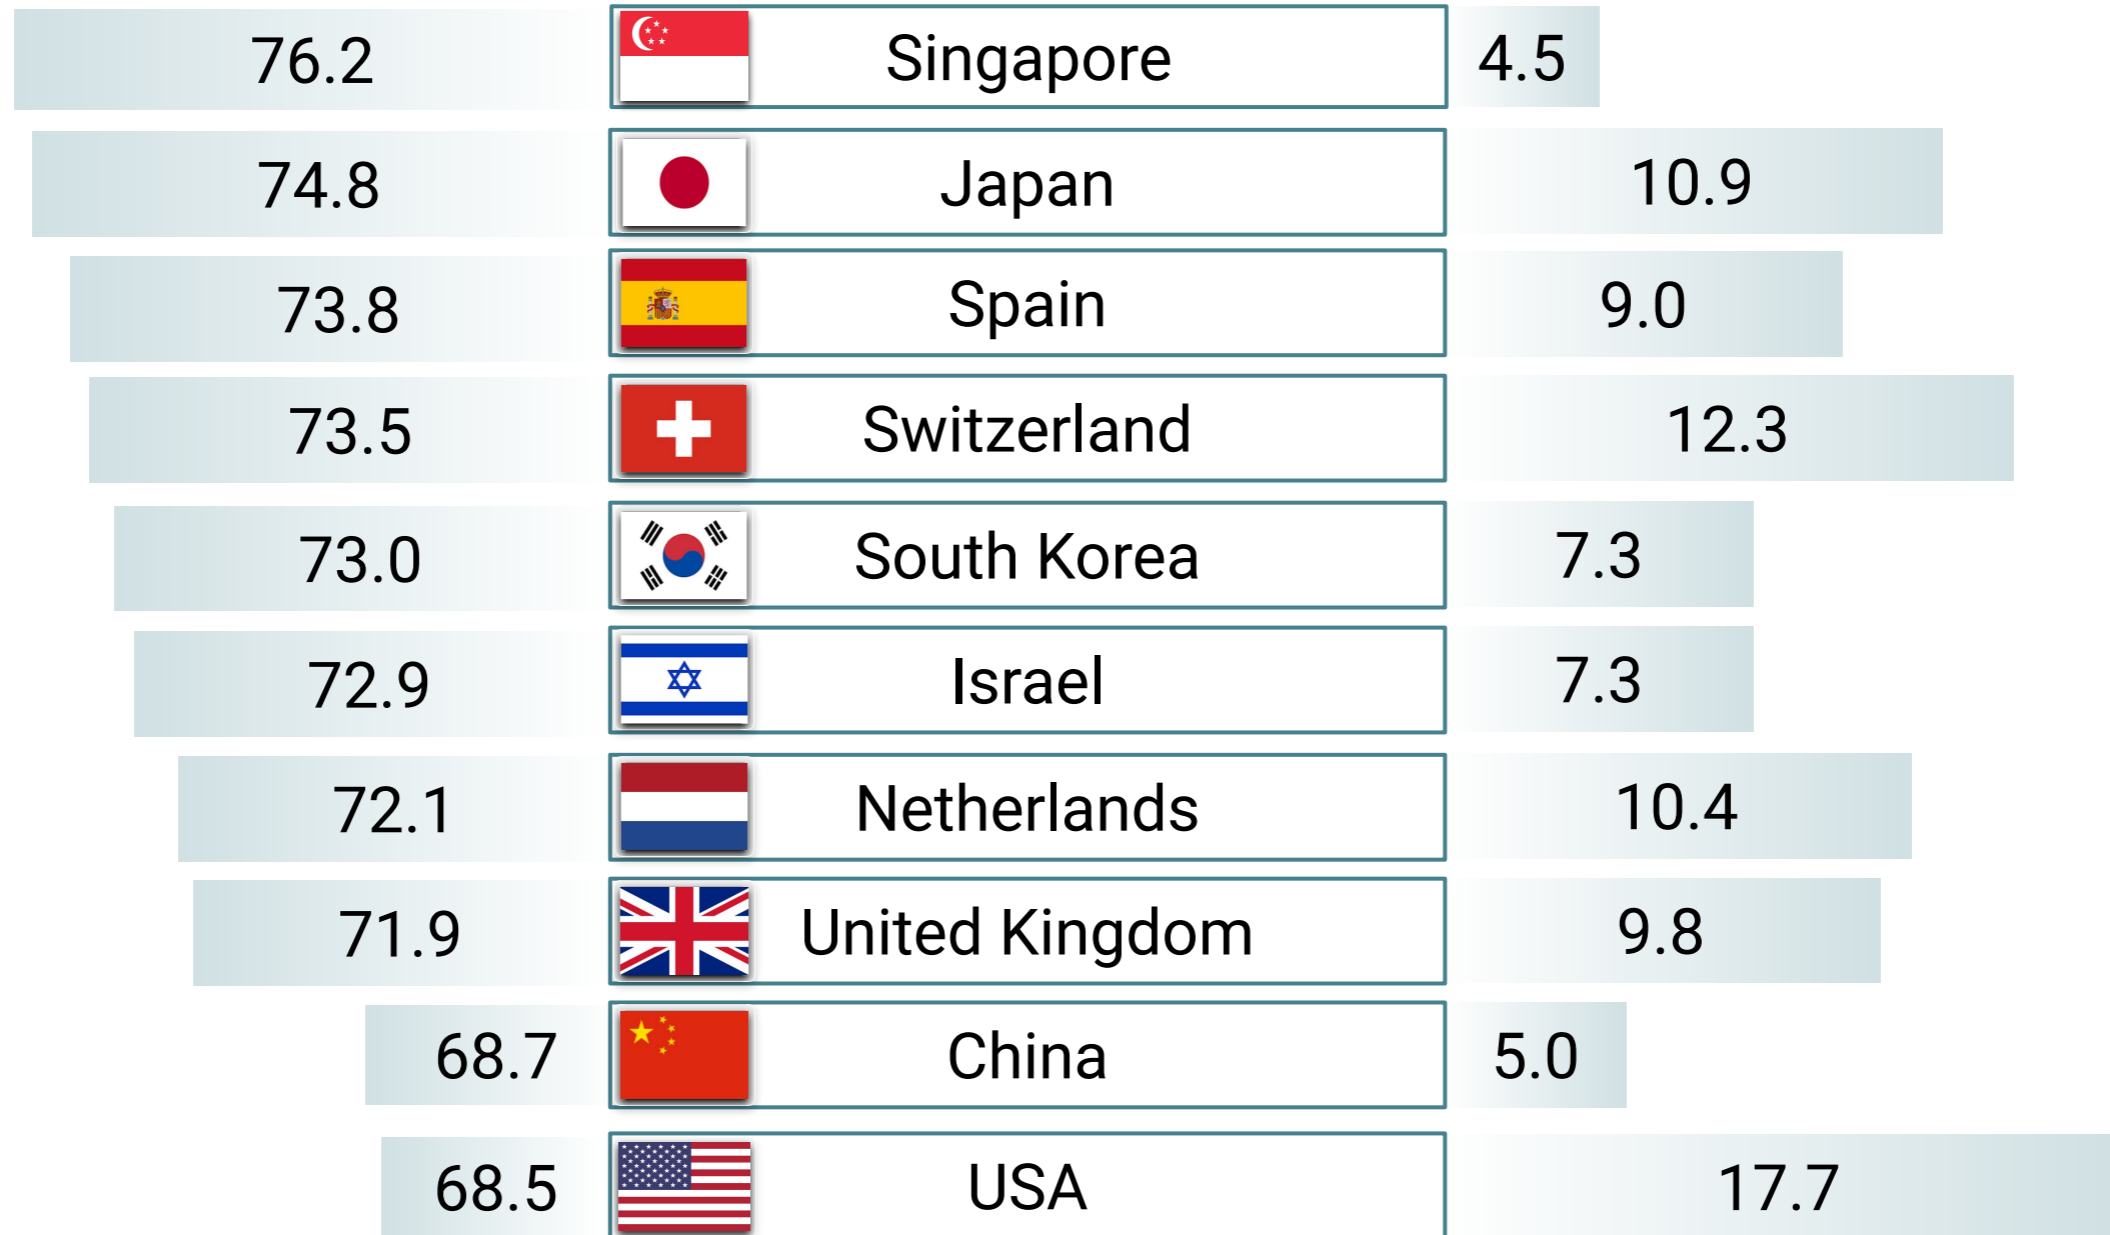 76.2 Singapore 4.5
74.8 Japan 10.9
73.8 Spain 9.0
73.5 Switzerland 12.3
73.0 South Korea 7.3
72.9 Israel 7.3
72.1 Netherlands 10.4
71.9 United Kingdom 9.8
68.7 China 5.0
68.5 USA 17.7